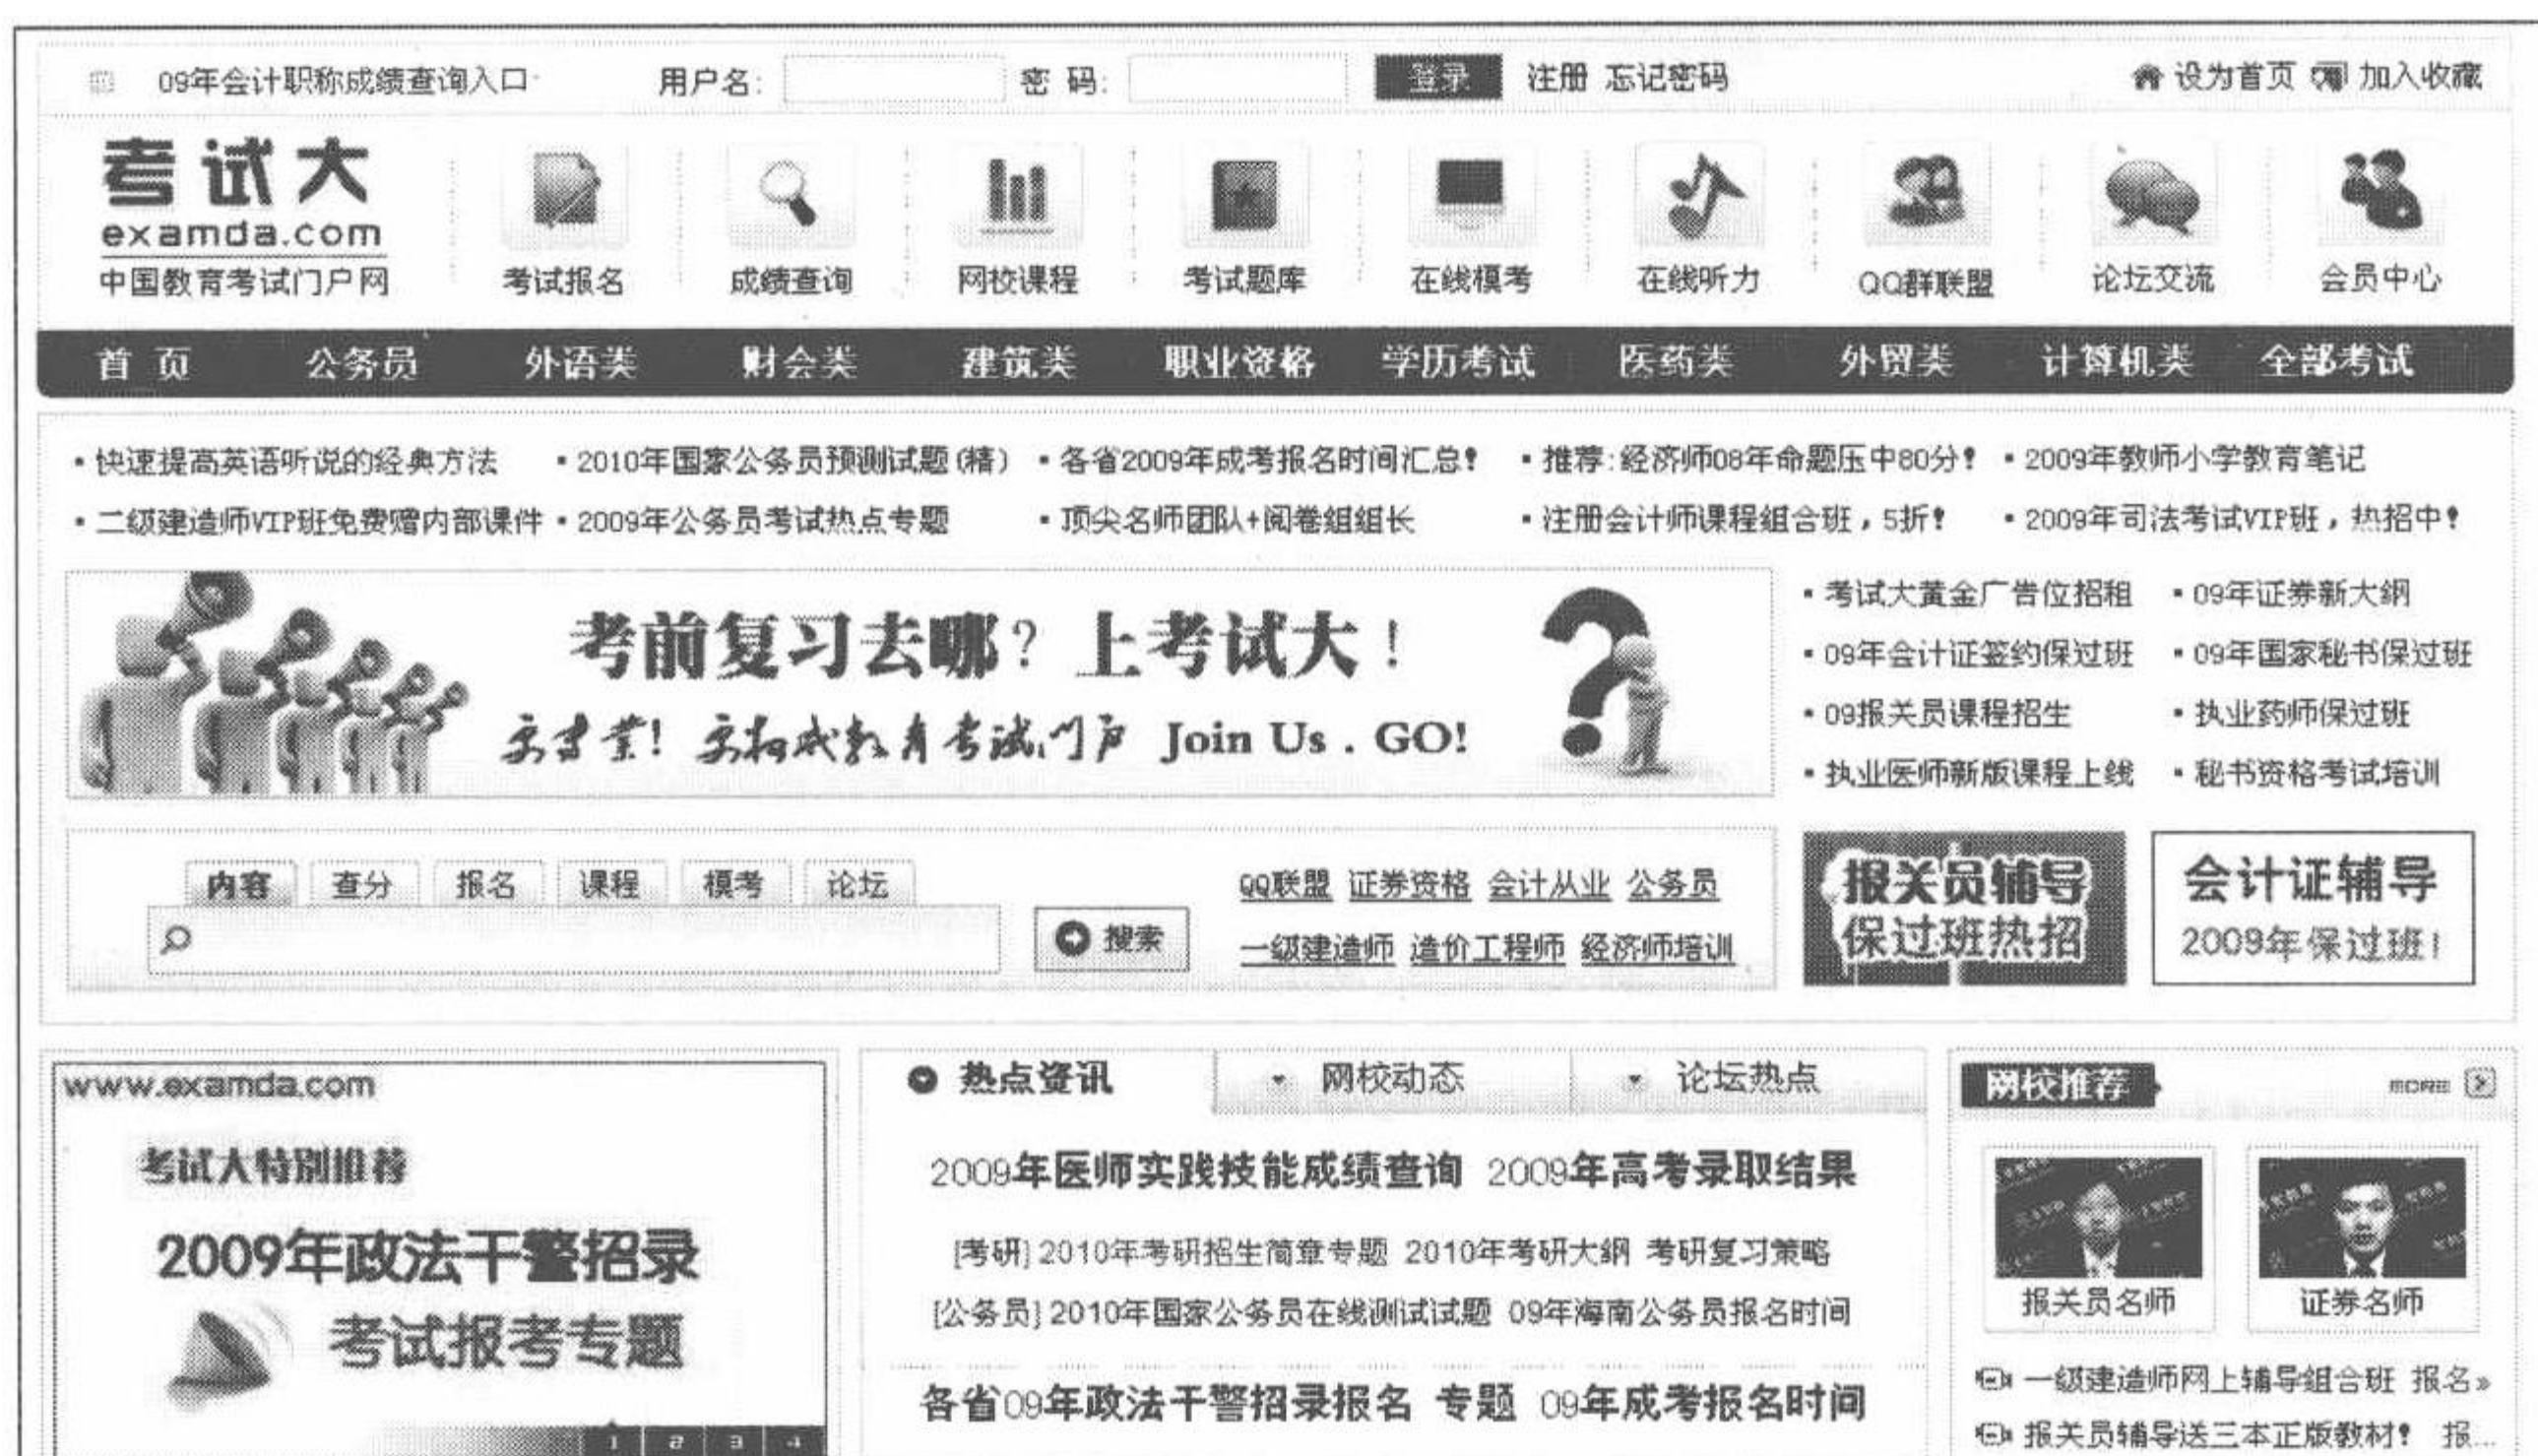 09年会计职称成绩查询入口 用户名: 密 码: 登录 注册 忘记密码 设为首页 加入收藏
考试大
examda.com
中国教育考试门户网
考试报名 成绩查询 网校课程 考试题库 在线模考 在线听力 QQ群联盟 论坛交流 会员中心
首 页 公务员 外语类 财会类 建筑类 职业资格 学历考试 医药类 外贸类 计算机类 全部考试
▪快速提高英语听说的经典方法 ▪2010年国家公务员预测试题(精) ▪各省2009年成考报名时间汇总! ▪推荐:经济师08年命题压中80分! ▪2009年教师小学教育笔记
▪二级建造师VIP班免费赠内部课件 ▪2009年公务员考试热点专题 ▪顶尖名师团队+阅卷组组长 ▪注册会计师课程组合班,5折! ▪2009年司法考试VIP班,热招中!
考前复习去哪?上考试大!
更专业!更权威教育考试门户 Join Us . GO!
▪考试大黄金广告位招租 ▪09年证券新大纲
▪09年会计证签约保过班 ▪09年国家秘书保过班
▪09报关员课程招生 ▪执业药师保过班
▪执业医师新版课程上线 ▪秘书资格考试培训
内容 查分 报名 课程 模考 论坛
搜索
QQ联盟 证券资格 会计从业 公务员
一级建造师 造价工程师 经济师培训
报关员辅导
保过班热招
会计证辅导
2009年保过班!
www.examda.com
考试大特别推荐
2009年政法干警招录
考试报考专题
1 2 3 4
热点资讯 网校动态 论坛热点
2009年医师实践技能成绩查询 2009年高考录取结果
[考研] 2010年考研招生简章专题 2010年考研大纲 考研复习策略
[公务员] 2010年国家公务员在线测试试题 09年海南公务员报名时间
各省09年政法干警招录报名 专题 09年成考报名时间
网校推荐 MORE
报关员名师 证券名师
一级建造师网上辅导组合班 报名»
报关员辅导送三本正版教材! 报...